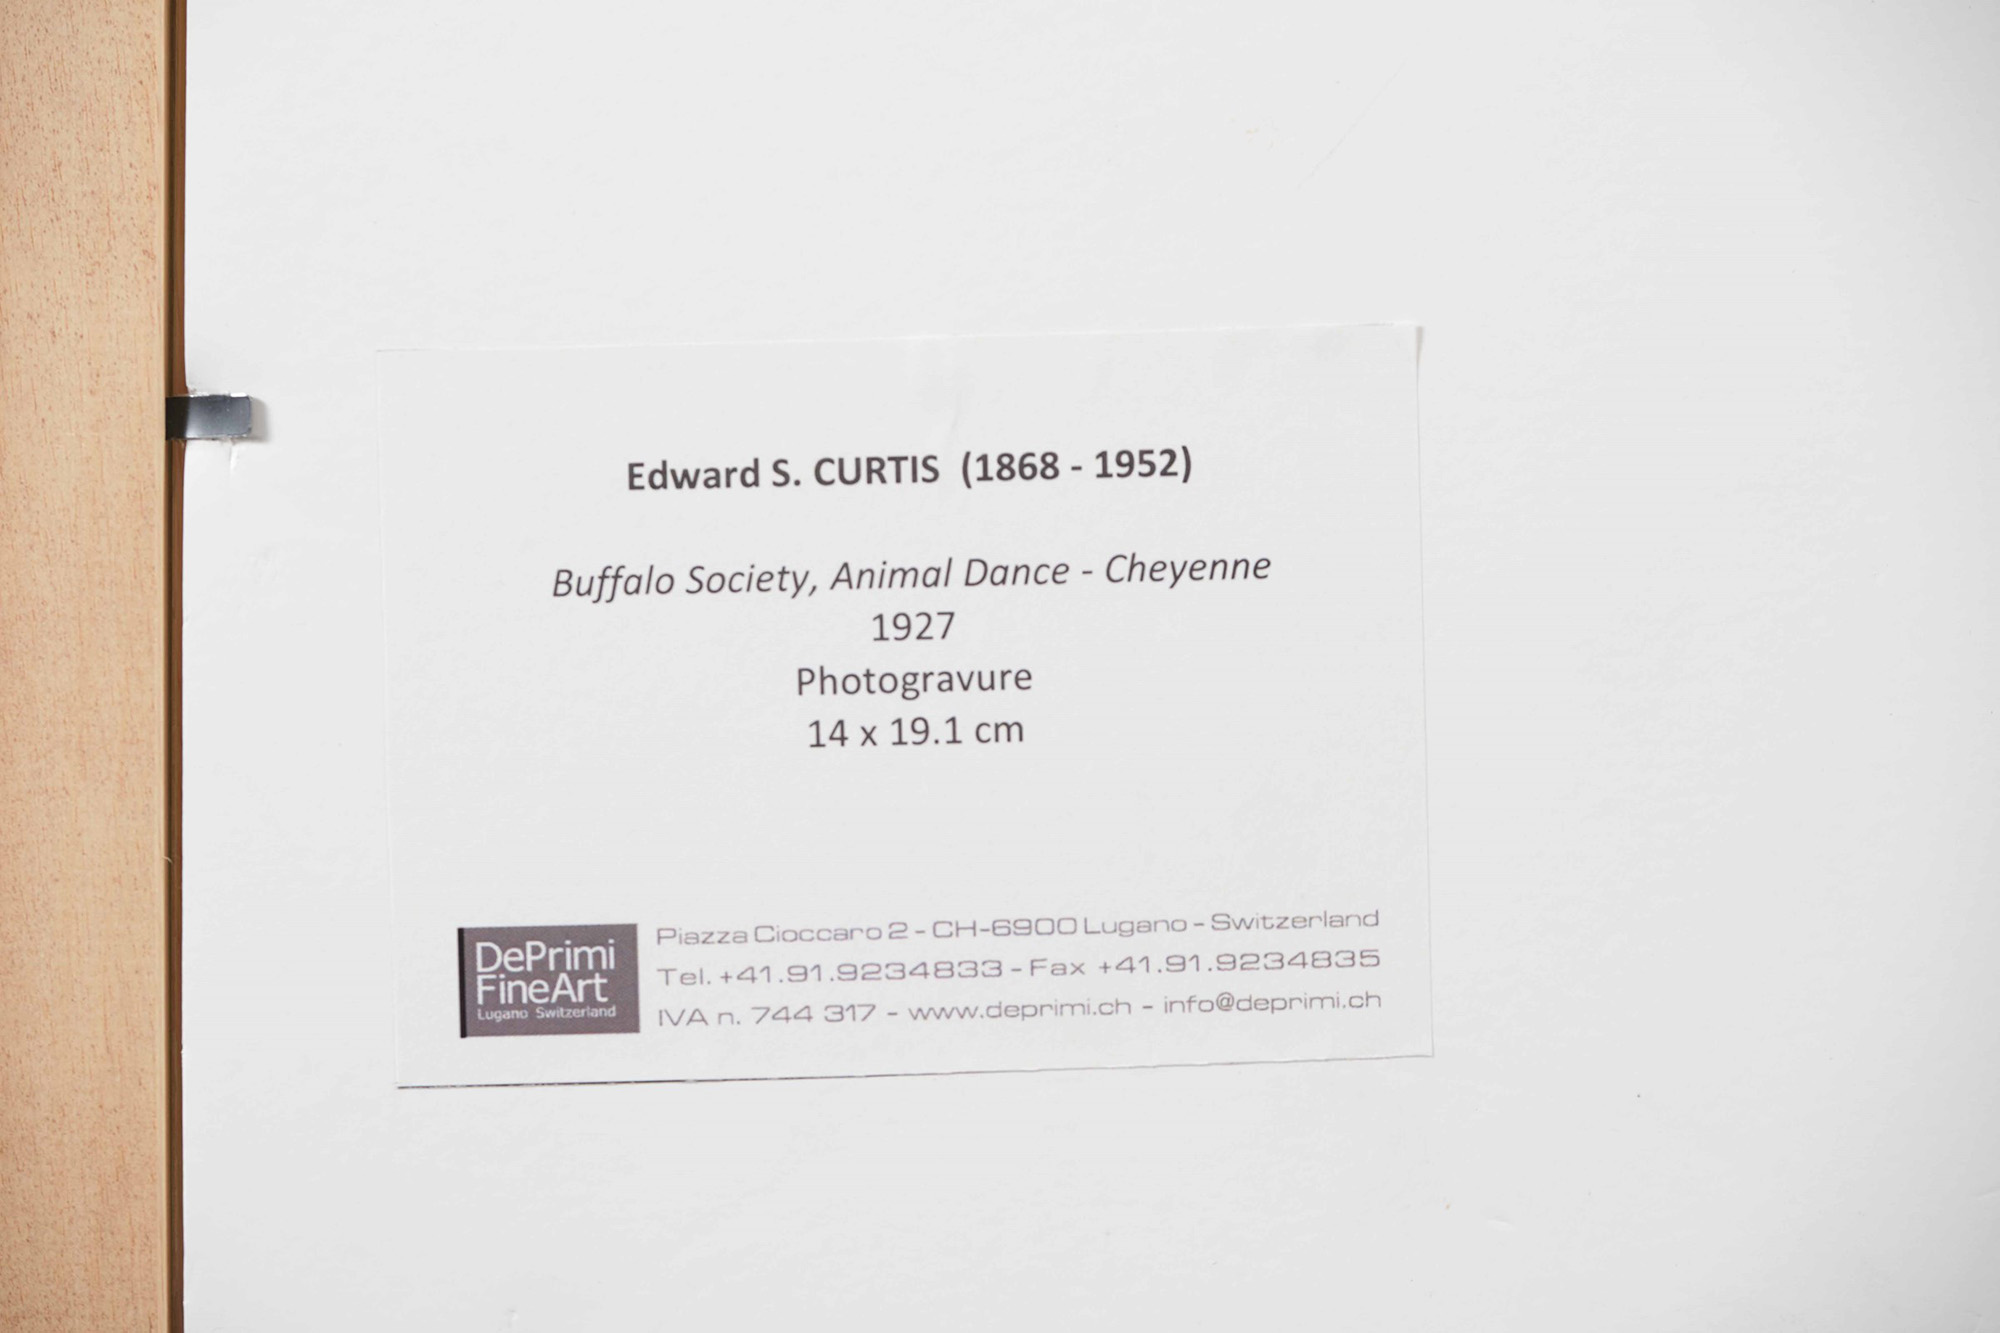 Edward S. CURTIS (1868 - 1952)
Buffalo Society, Animal Dance - Cheyenne
1927
Photogravure
14 x 19.1 cm
DePrimi
FineArt
Lugano Switzerland
Piazza Cioccaro 2 - CH-6900 Lugano - Switzerland
Tel. +41.91.9234833 - Fax +41.91.9234835
IVA n. 744 317 - www.deprimi.ch - info@deprimi.ch